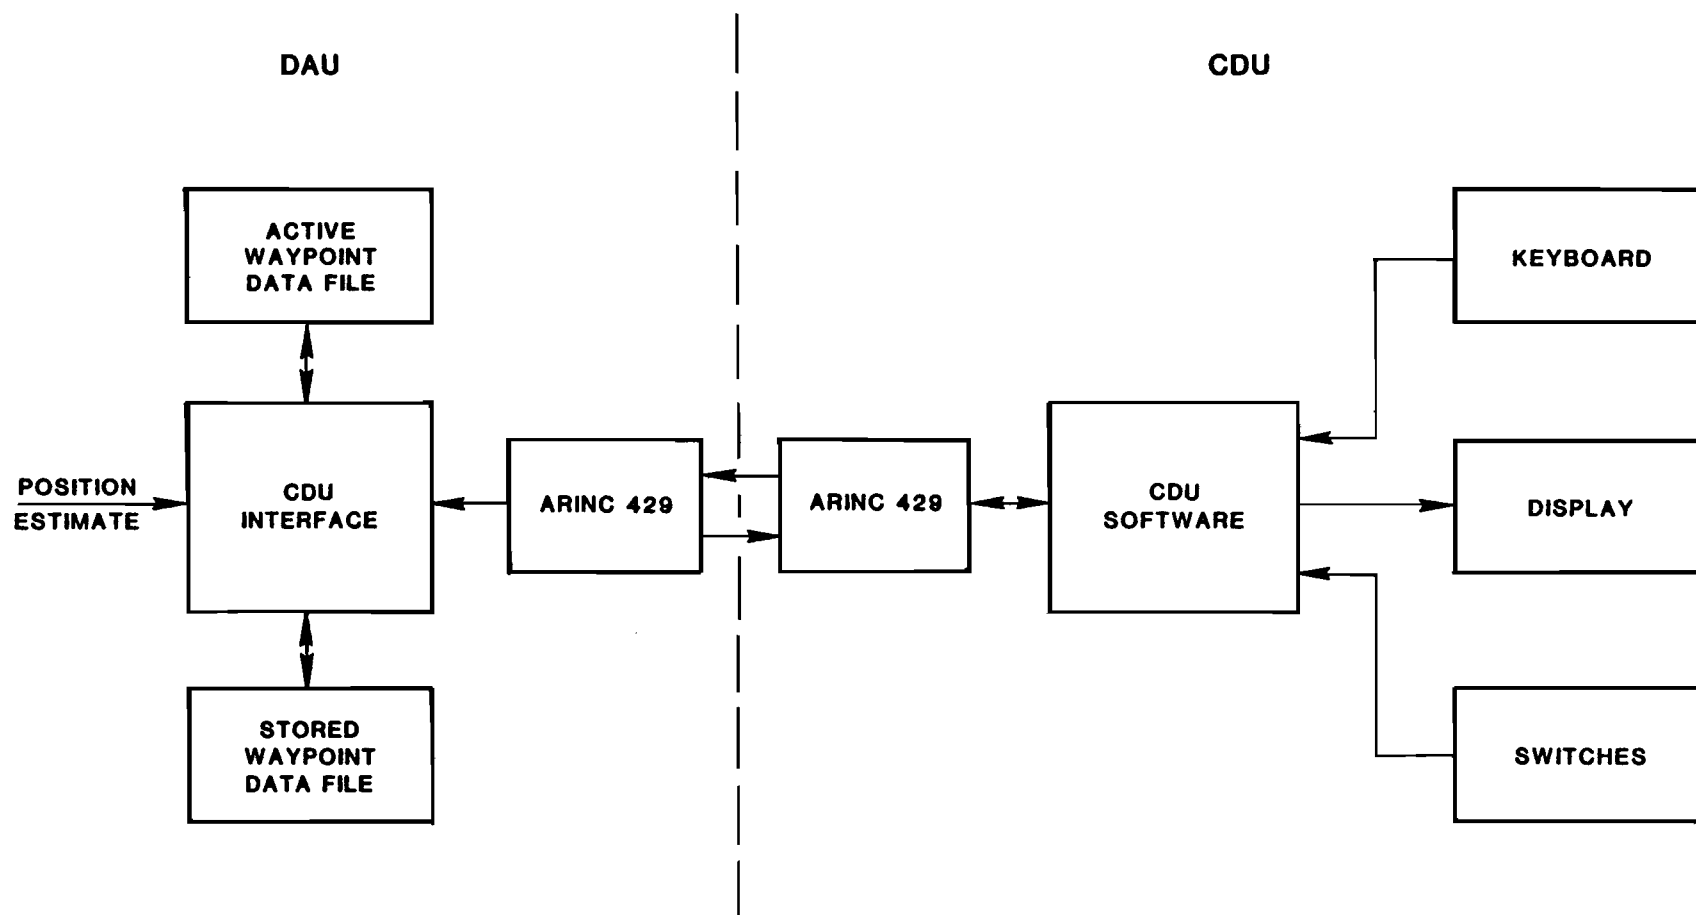 DAU
CDU
ACTIVE
WAYPOINT
DATA FILE
KEYBOARD
POSITION
ESTIMATE
CDU
INTERFACE
ARINC 429
ARINC 429
CDU
SOFTWARE
DISPLAY
STORED
WAYPOINT
DATA FILE
SWITCHES